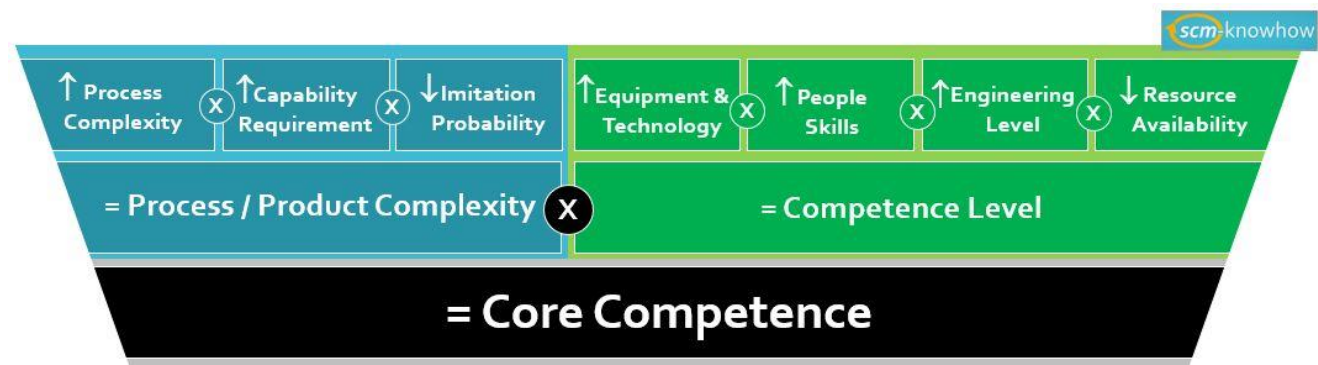 scm-knowhow
↑ Process
Complexity
X
↑Capability
Requirement
X
↓Imitation
Probability
↑Equipment &
Technology
X
↑ People
Skills
X
↑Engineering
Level
X
↓ Resource
Availability
= Process / Product Complexity
X
= Competence Level
= Core Competence